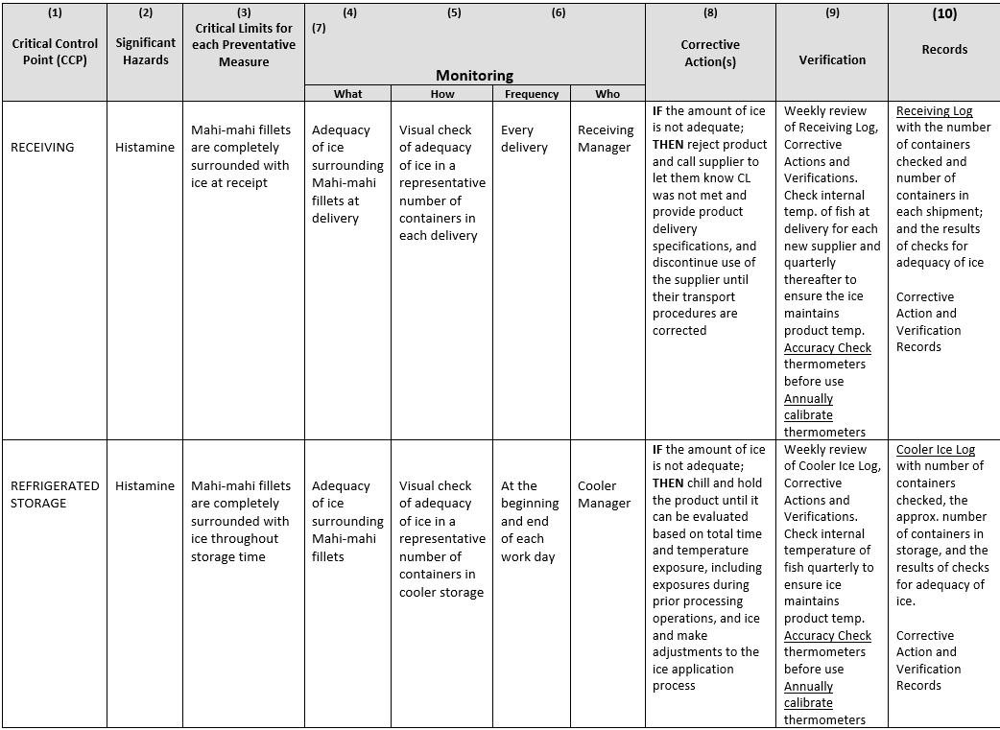 (1)
Critical Control
Point (CCP)
(2)
Significant
Hazards
(3)
Critical Limits for
each Preventative
Measure
(4) (5) (6)
(7)
Monitoring
What
How
Frequency
Who
(8)
Corrective
Action(s)
(9)
Verification
(10)
Records
RECEIVING
Histamine
Mahi-mahi fillets
are completely
surrounded with
ice at receipt
Adequacy
of ice
surrounding
Mahi-mahi
fillets at
delivery
Visual check
of adequacy
of ice in a
representative
number of
containers in
each delivery
Every
delivery
Receiving
Manager
IF the amount of ice
is not adequate;
THEN reject product
and call supplier to
let them know CL
was not met and
provide product
delivery
specifications, and
discontinue use of
the supplier until
their transport
procedures are
corrected
Weekly review
of Receiving Log,
Corrective
Actions and
Verifications.
Check internal
temp. of fish at
delivery for each
new supplier and
quarterly
thereafter to
ensure the ice
maintains
product temp.
Accuracy Check
thermometers
before use
Annually
calibrate
thermometers
Receiving Log
with the number
of containers
checked and
number of
containers in
each shipment;
and the results
of checks for
adequacy of ice
Corrective
Action and
Verification
Records
REFRIGERATED
STORAGE
Histamine
Mahi-mahi fillets
are completely
surrounded with
ice throughout
storage time
Adequacy
of ice
surrounding
Mahi-mahi
fillets
Visual check
of adequacy
of ice in a
representative
number of
containers in
cooler storage
At the
beginning
and end
of each
work day
Cooler
Manager
IF the amount of ice
is not adequate;
THEN chill and hold
the product until it
can be evaluated
based on total time
and temperature
exposure, including
exposures during
prior processing
operations, and ice
and make
adjustments to the
ice application
process
Weekly review
of Cooler Ice Log,
Corrective
Actions and
Verifications.
Check internal
temperature of
fish quarterly to
ensure ice
maintains
product temp.
Accuracy Check
thermometers
before use
Annually
calibrate
thermometers
Cooler Ice Log
with number of
containers
checked, the
approx. number
of containers in
storage, and the
results of checks
for adequacy of
ice.
Corrective
Action and
Verification
Records